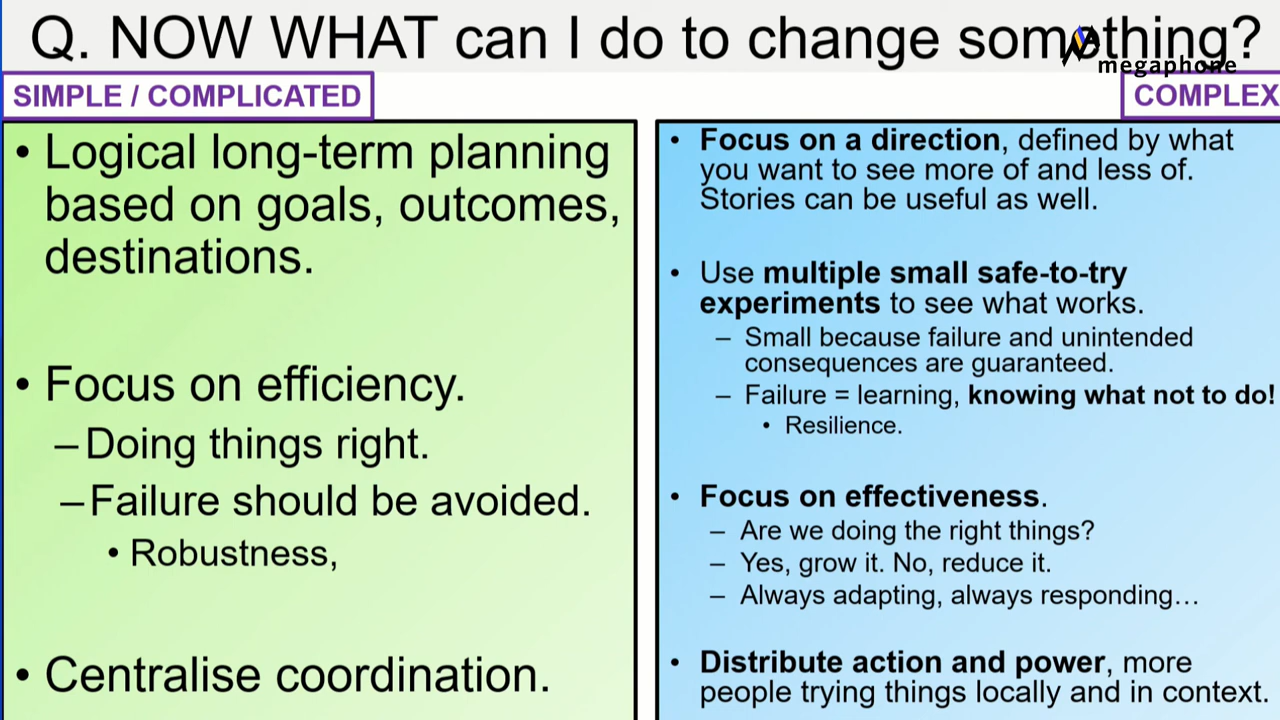 Q. NOW WHAT can I do to change something?
megaphone
SIMPLE / COMPLICATED
COMPLEX
• Logical long-term planning
based on goals, outcomes,
destinations.
• Focus on efficiency.
– Doing things right.
– Failure should be avoided.
• Robustness,
• Centralise coordination.
• Focus on a direction, defined by what
you want to see more of and less of.
Stories can be useful as well.
• Use multiple small safe-to-try
experiments to see what works.
– Small because failure and unintended
consequences are guaranteed.
– Failure = learning, knowing what not to do!
• Resilience.
• Focus on effectiveness.
– Are we doing the right things?
– Yes, grow it. No, reduce it.
– Always adapting, always responding…
• Distribute action and power, more
people trying things locally and in context.